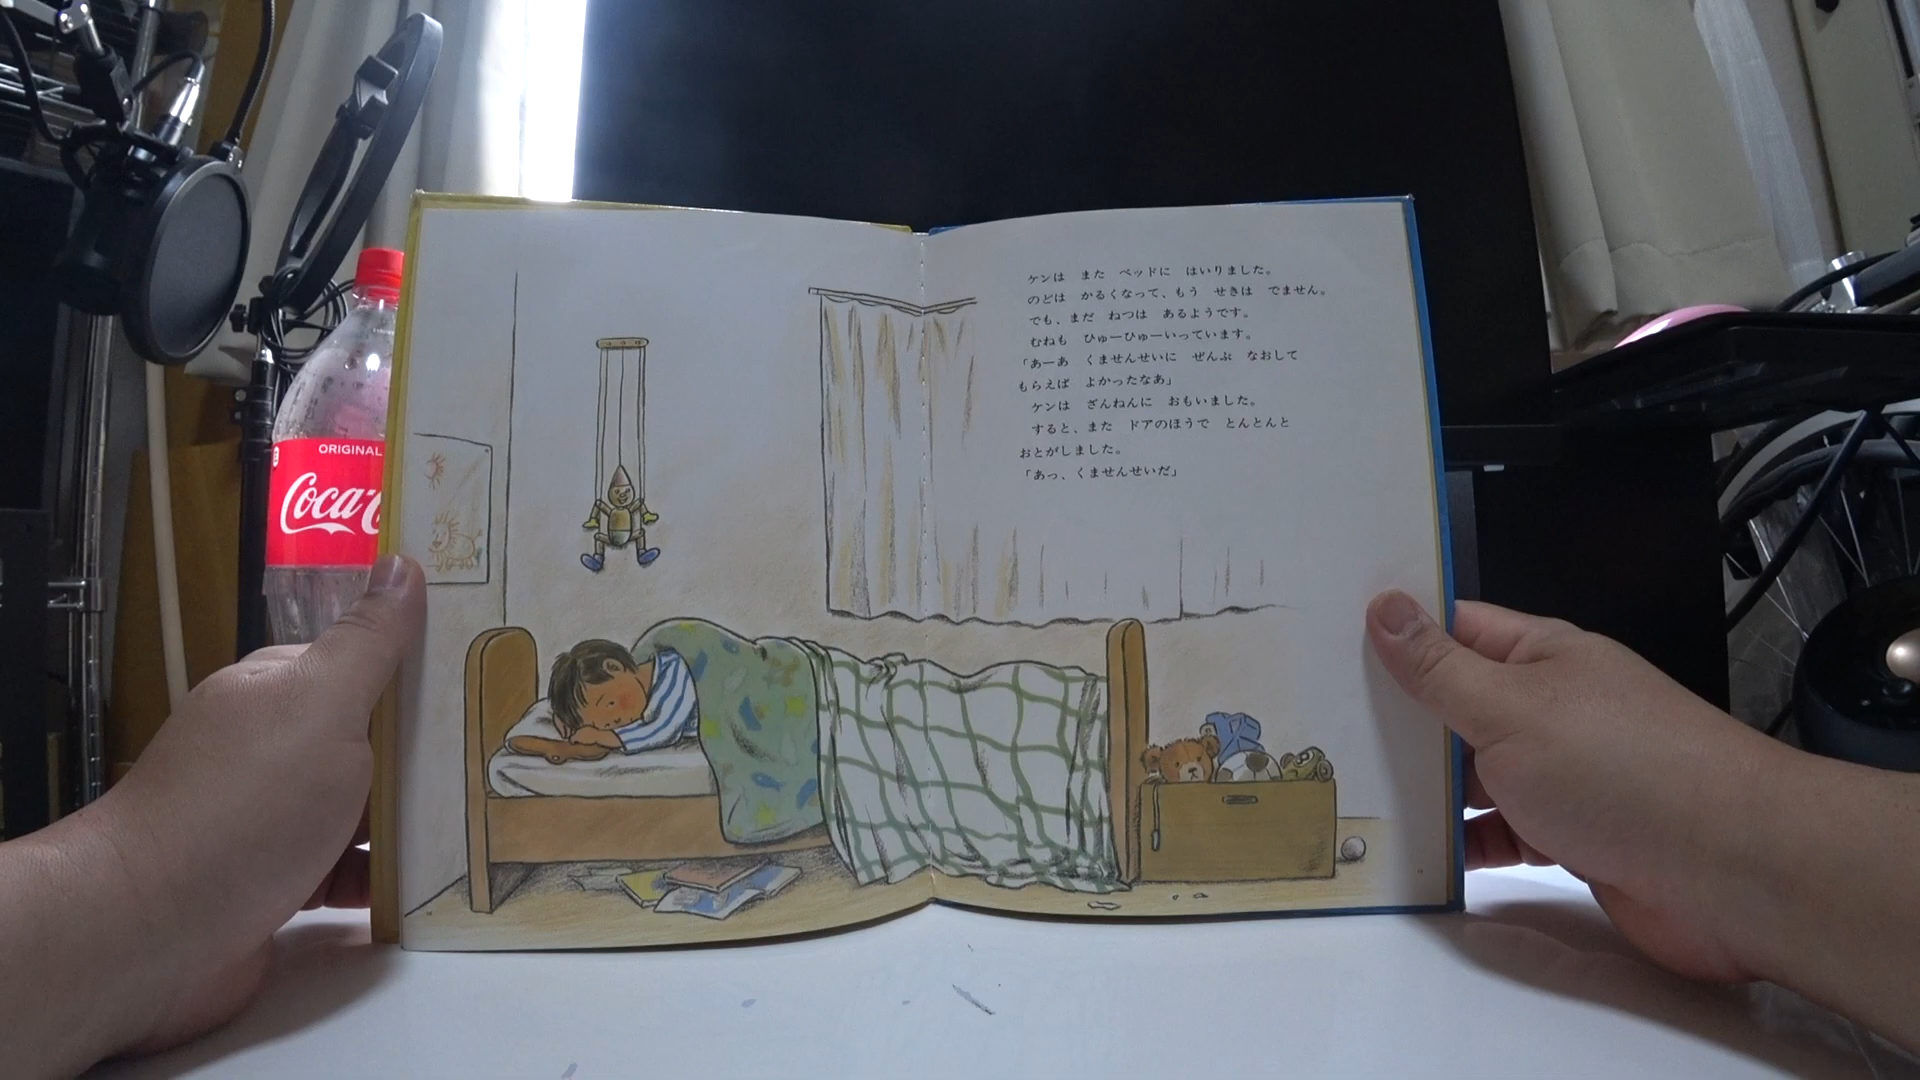 ORIGINAL
Coca-C
ケンは　また　ベッドに　はいりました。
のどは　かるくなって、もう　せきは　でません。
でも、まだ　ねつは　あるようです。
むねも　ひゅーひゅーいっています。
「あーあ　くませんせいに　ぜんぶ　なおして
もらえば　よかったなあ」
ケンは　ざんねんに　おもいました。
すると、また　ドアのほうで　とんとんと
おとがしました。
「あっ、くませんせいだ」